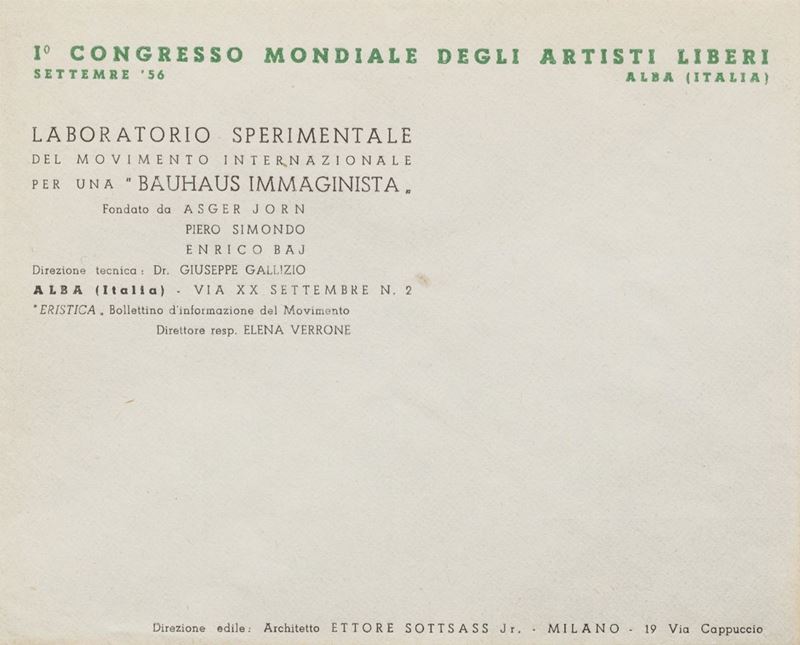 Iº CONGRESSO MONDIALE DEGLI ARTISTI LIBERI
SETTEMRE '56 ALBA (ITALIA)
LABORATORIO SPERIMENTALE
DEL MOVIMENTO INTERNAZIONALE
PER UNA " BAUHAUS IMMAGINISTA „
Fondato da ASGER JORN
PIERO SIMONDO
ENRICO BAJ
Direzione tecnica: Dr. GIUSEPPE GALLIZIO
ALBA (Italia) - VIA XX SETTEMBRE N. 2
"ERISTICA„ Bollettino d'informazione del Movimento
Direttore resp. ELENA VERRONE
Direzione edile: Architetto ETTORE SOTTSASS Jr. - MILANO - 19 Via Cappuccio